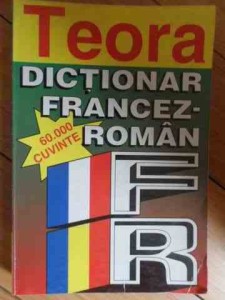 Teora
DICȚIONAR
FRANCEZ-
ROMÂN
60.000
CUVINTE
F
R